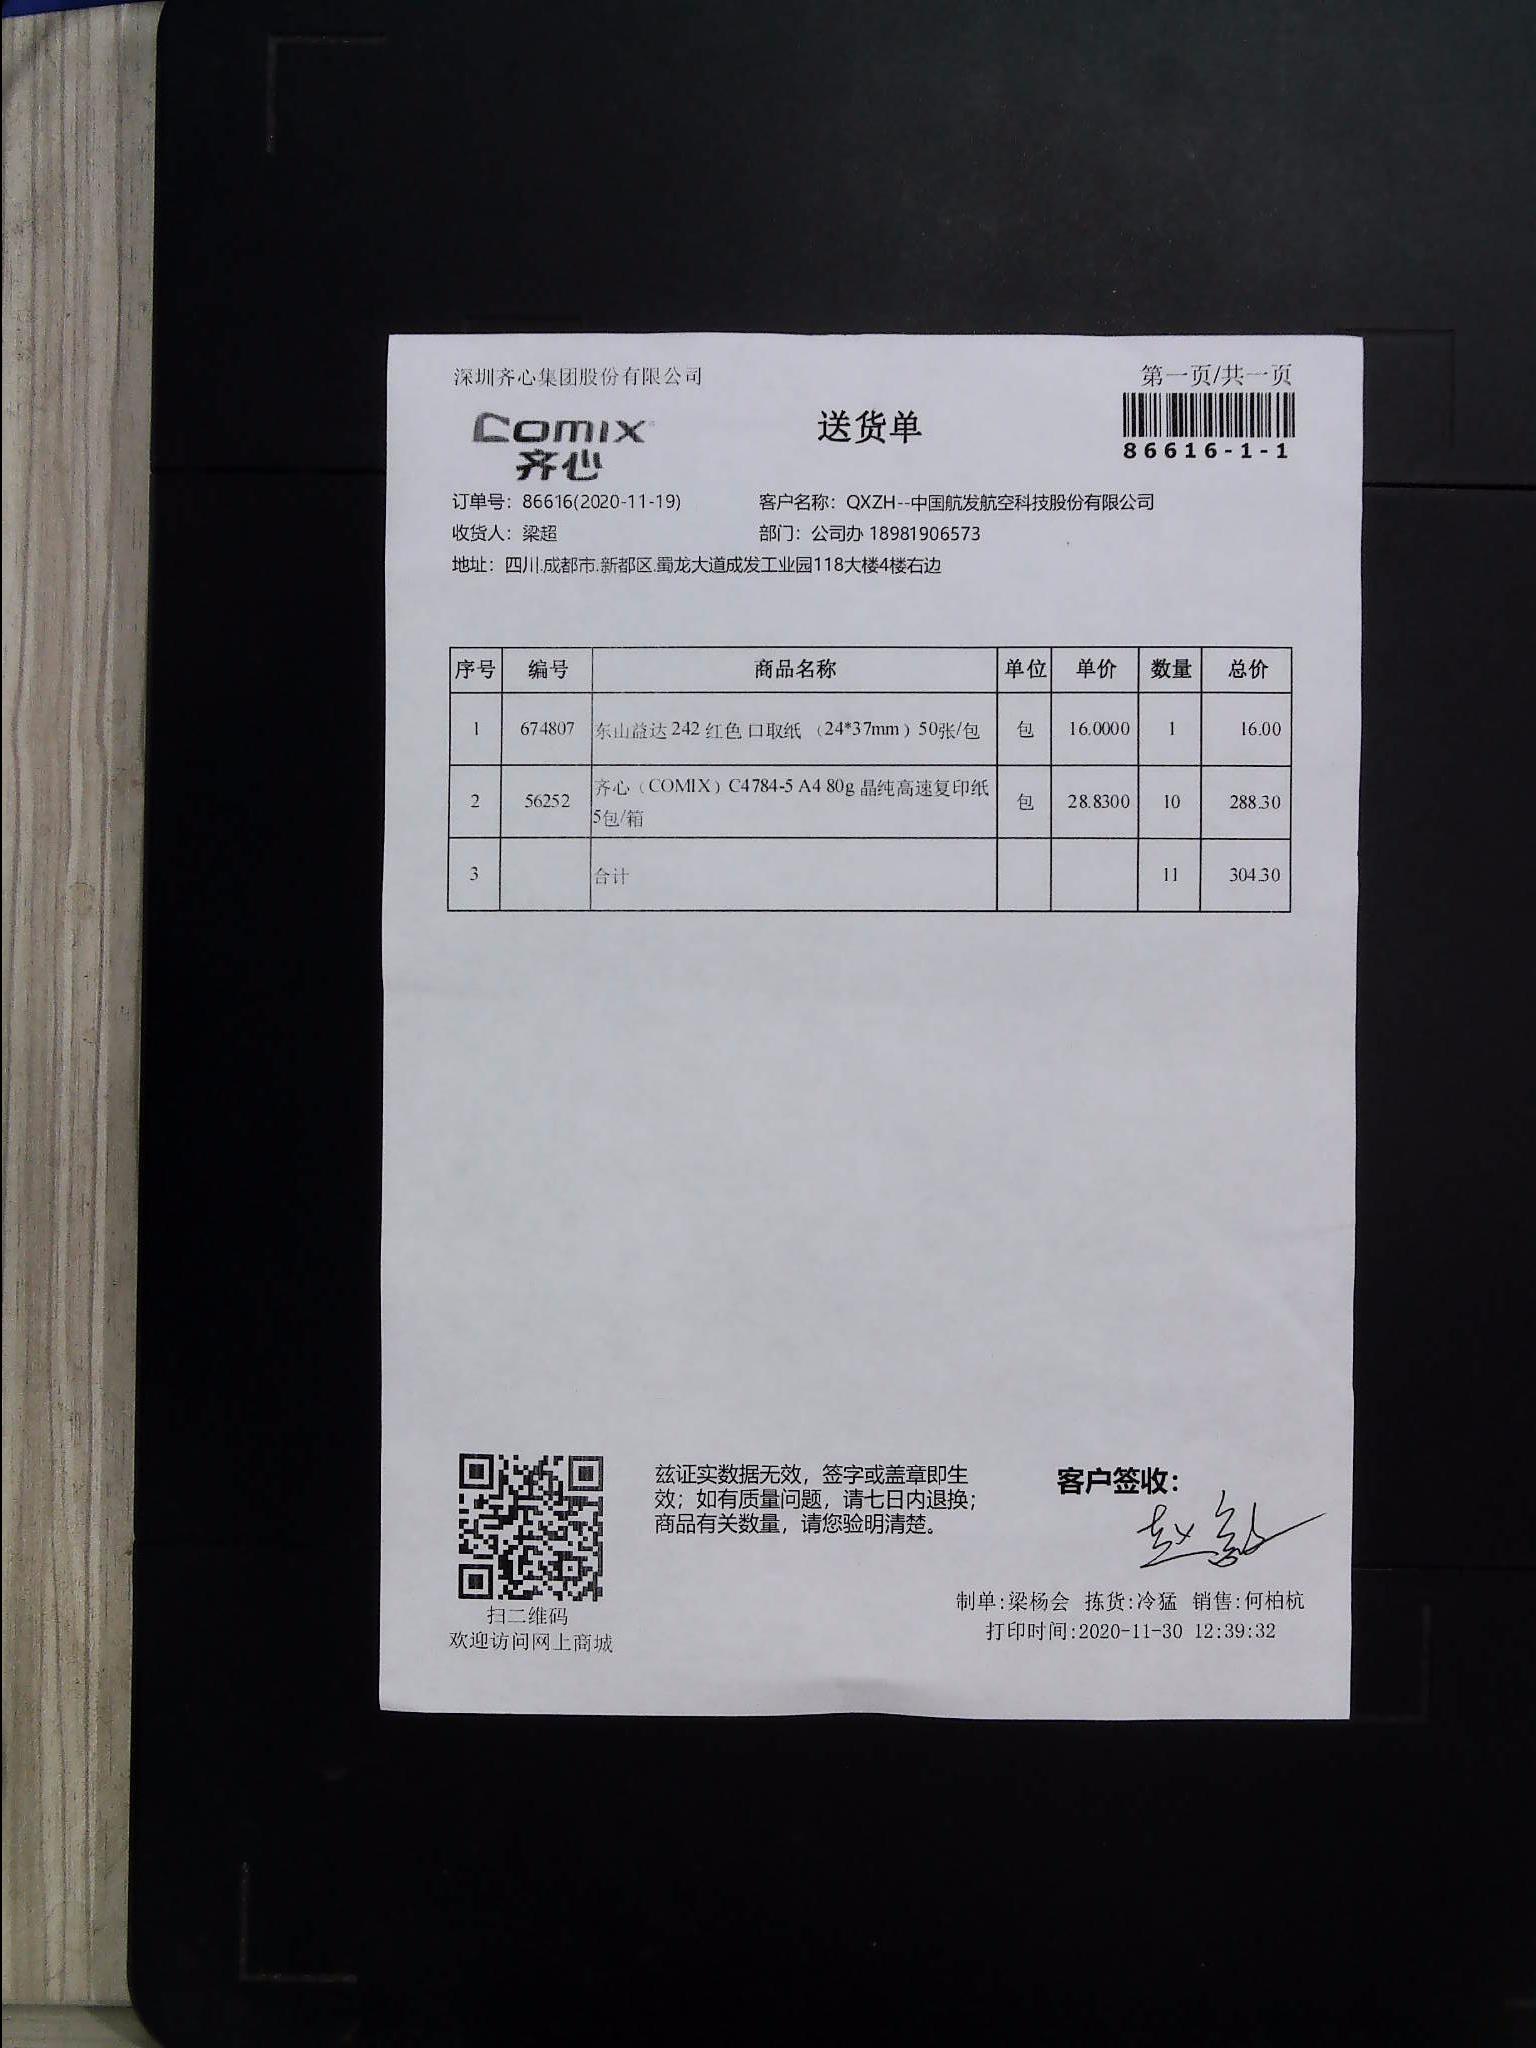 深圳齐心集团股份有限公司
第一页/共一页
COMIX
齐心
送货单
86616-1-1
订单号：86616(2020-11-19) 客户名称：QXZH--中国航发航空科技股份有限公司
收货人：梁超 部门：公司办 18981906573
地址：四川.成都市.新都区.蜀龙大道成发工业园118大楼4楼右边
序号 编号 商品名称 单位 单价 数量 总价
1 674807 东山益达 242 红色 口取纸 （24*37mm）50张/包 包 16.0000 1 16.00
2 56252 齐心（COMIX）C4784-5 A4 80g 晶纯高速复印纸 包 28.8300 10 288.30
5包/箱
3 合计 11 304.30
兹证实数据无效，签字或盖章即生
效；如有质量问题，请七日内退换；
商品有关数量，请您验明清楚。
客户签收：
扫二维码
欢迎访问网上商城
制单:梁杨会 拣货:冷猛 销售:何柏杭
打印时间:2020-11-30 12:39:32